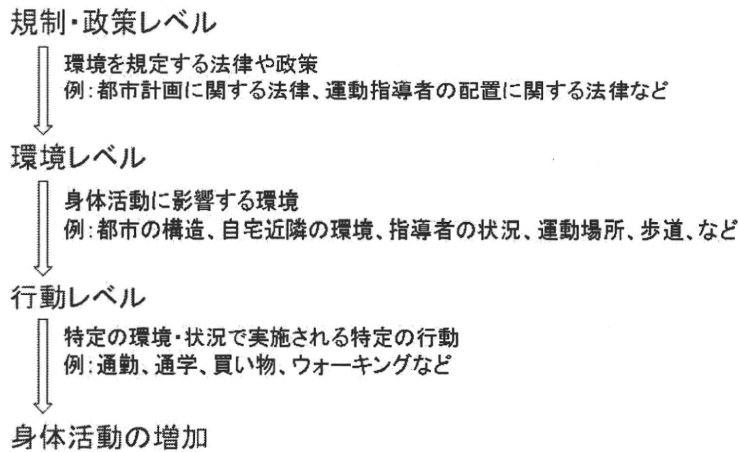 規制・政策レベル
環境を規定する法律や政策
例：都市計画に関する法律、運動指導者の配置に関する法律など
環境レベル
身体活動に影響する環境
例：都市の構造、自宅近隣の環境、指導者の状況、運動場所、歩道、など
行動レベル
特定の環境・状況で実施される特定の行動
例：通勤、通学、買い物、ウォーキングなど
身体活動の増加